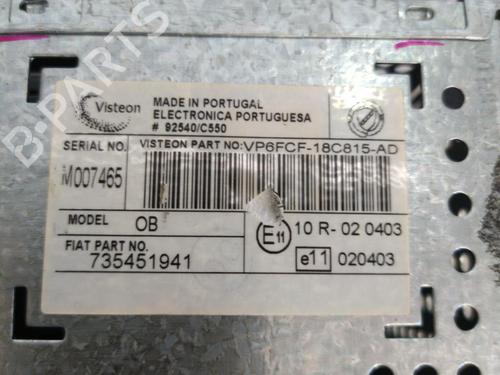 B-PARTS
Visteon
MADE IN PORTUGAL
ELECTRONICA PORTUGUESA
# 92540/C550
SERIAL NO.
M007465
VISTEON PART NO: VP6FCF-18C815-AD
MODEL OB
E11 10 R- 02 0403
FIAT PART NO.
735451941
e11 020403